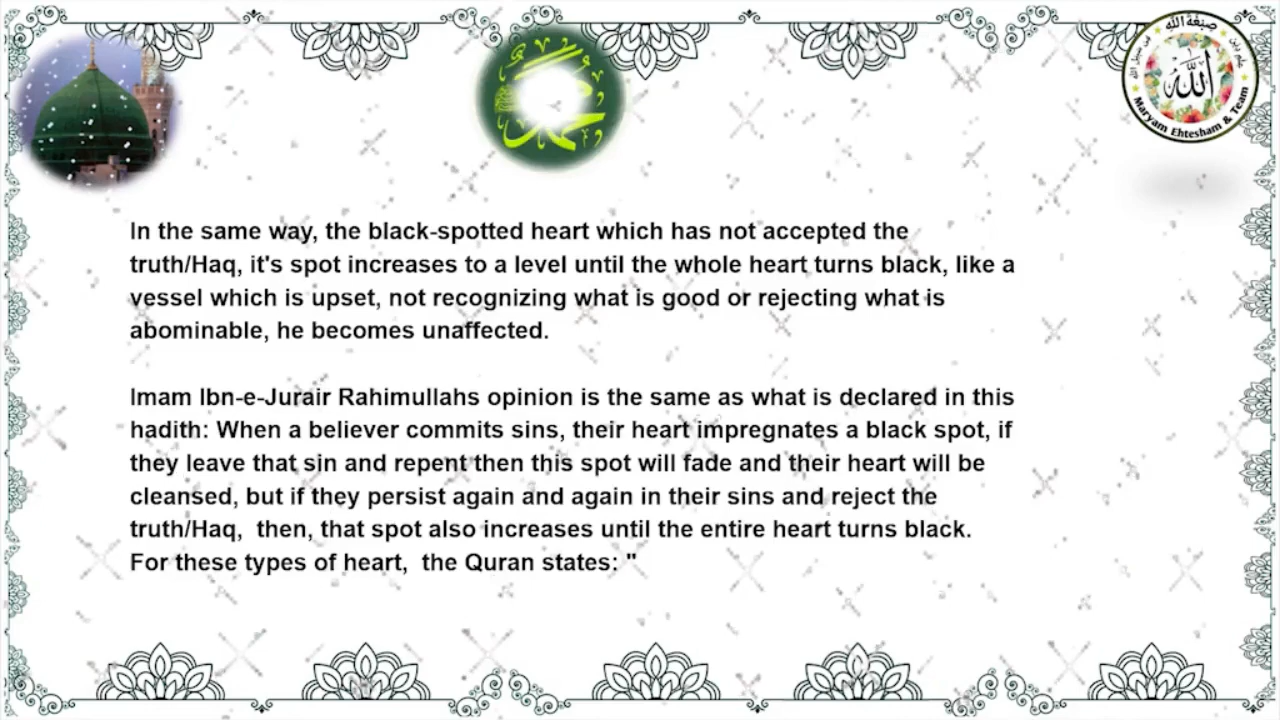 محمد
صبغة الله
الله
Maryam Ehtesham & Team
In the same way, the black-spotted heart which has not accepted the
truth/Haq, it's spot increases to a level until the whole heart turns black, like a
vessel which is upset, not recognizing what is good or rejecting what is
abominable, he becomes unaffected.
Imam Ibn-e-Jurair Rahimullahs opinion is the same as what is declared in this
hadith: When a believer commits sins, their heart impregnates a black spot, if
they leave that sin and repent then this spot will fade and their heart will be
cleansed, but if they persist again and again in their sins and reject the
truth/Haq,  then, that spot also increases until the entire heart turns black.
For these types of heart,  the Quran states: "